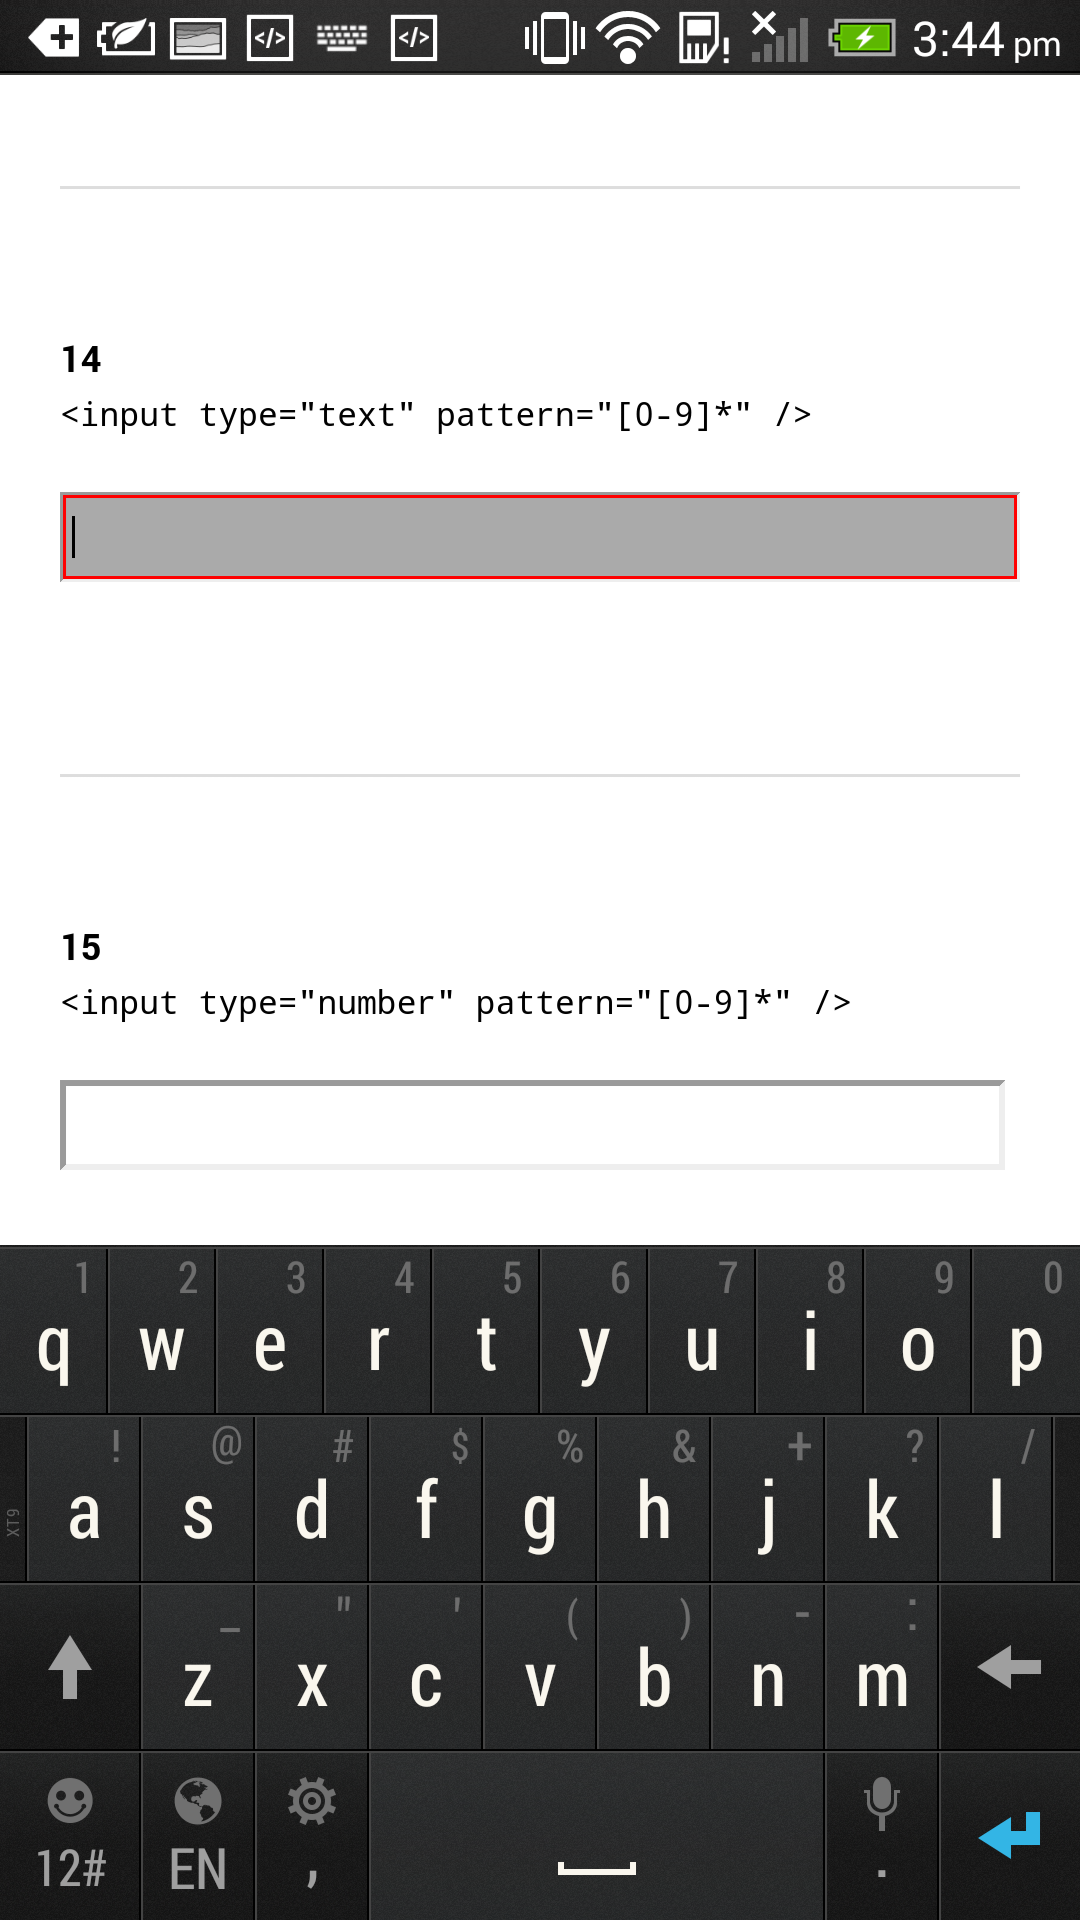 3:44 pm
14
<input type="text" pattern="[0-9]*" />
15
<input type="number" pattern="[0-9]*" />
1 2 3 4 5 6 7 8 9 0
q w e r t y u i o p
! @ # $ % & + ? /
XT9 a s d f g h j k l
_ " ' ( ) - :
z x c v b n m
12# EN , .